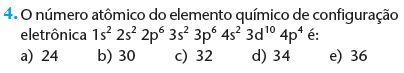 4. O número atômico do elemento químico de configuração
eletrônica 1s² 2s² 2p⁶ 3s² 3p⁶ 4s² 3d¹⁰ 4p⁴ é:
a) 24 b) 30 c) 32 d) 34 e) 36